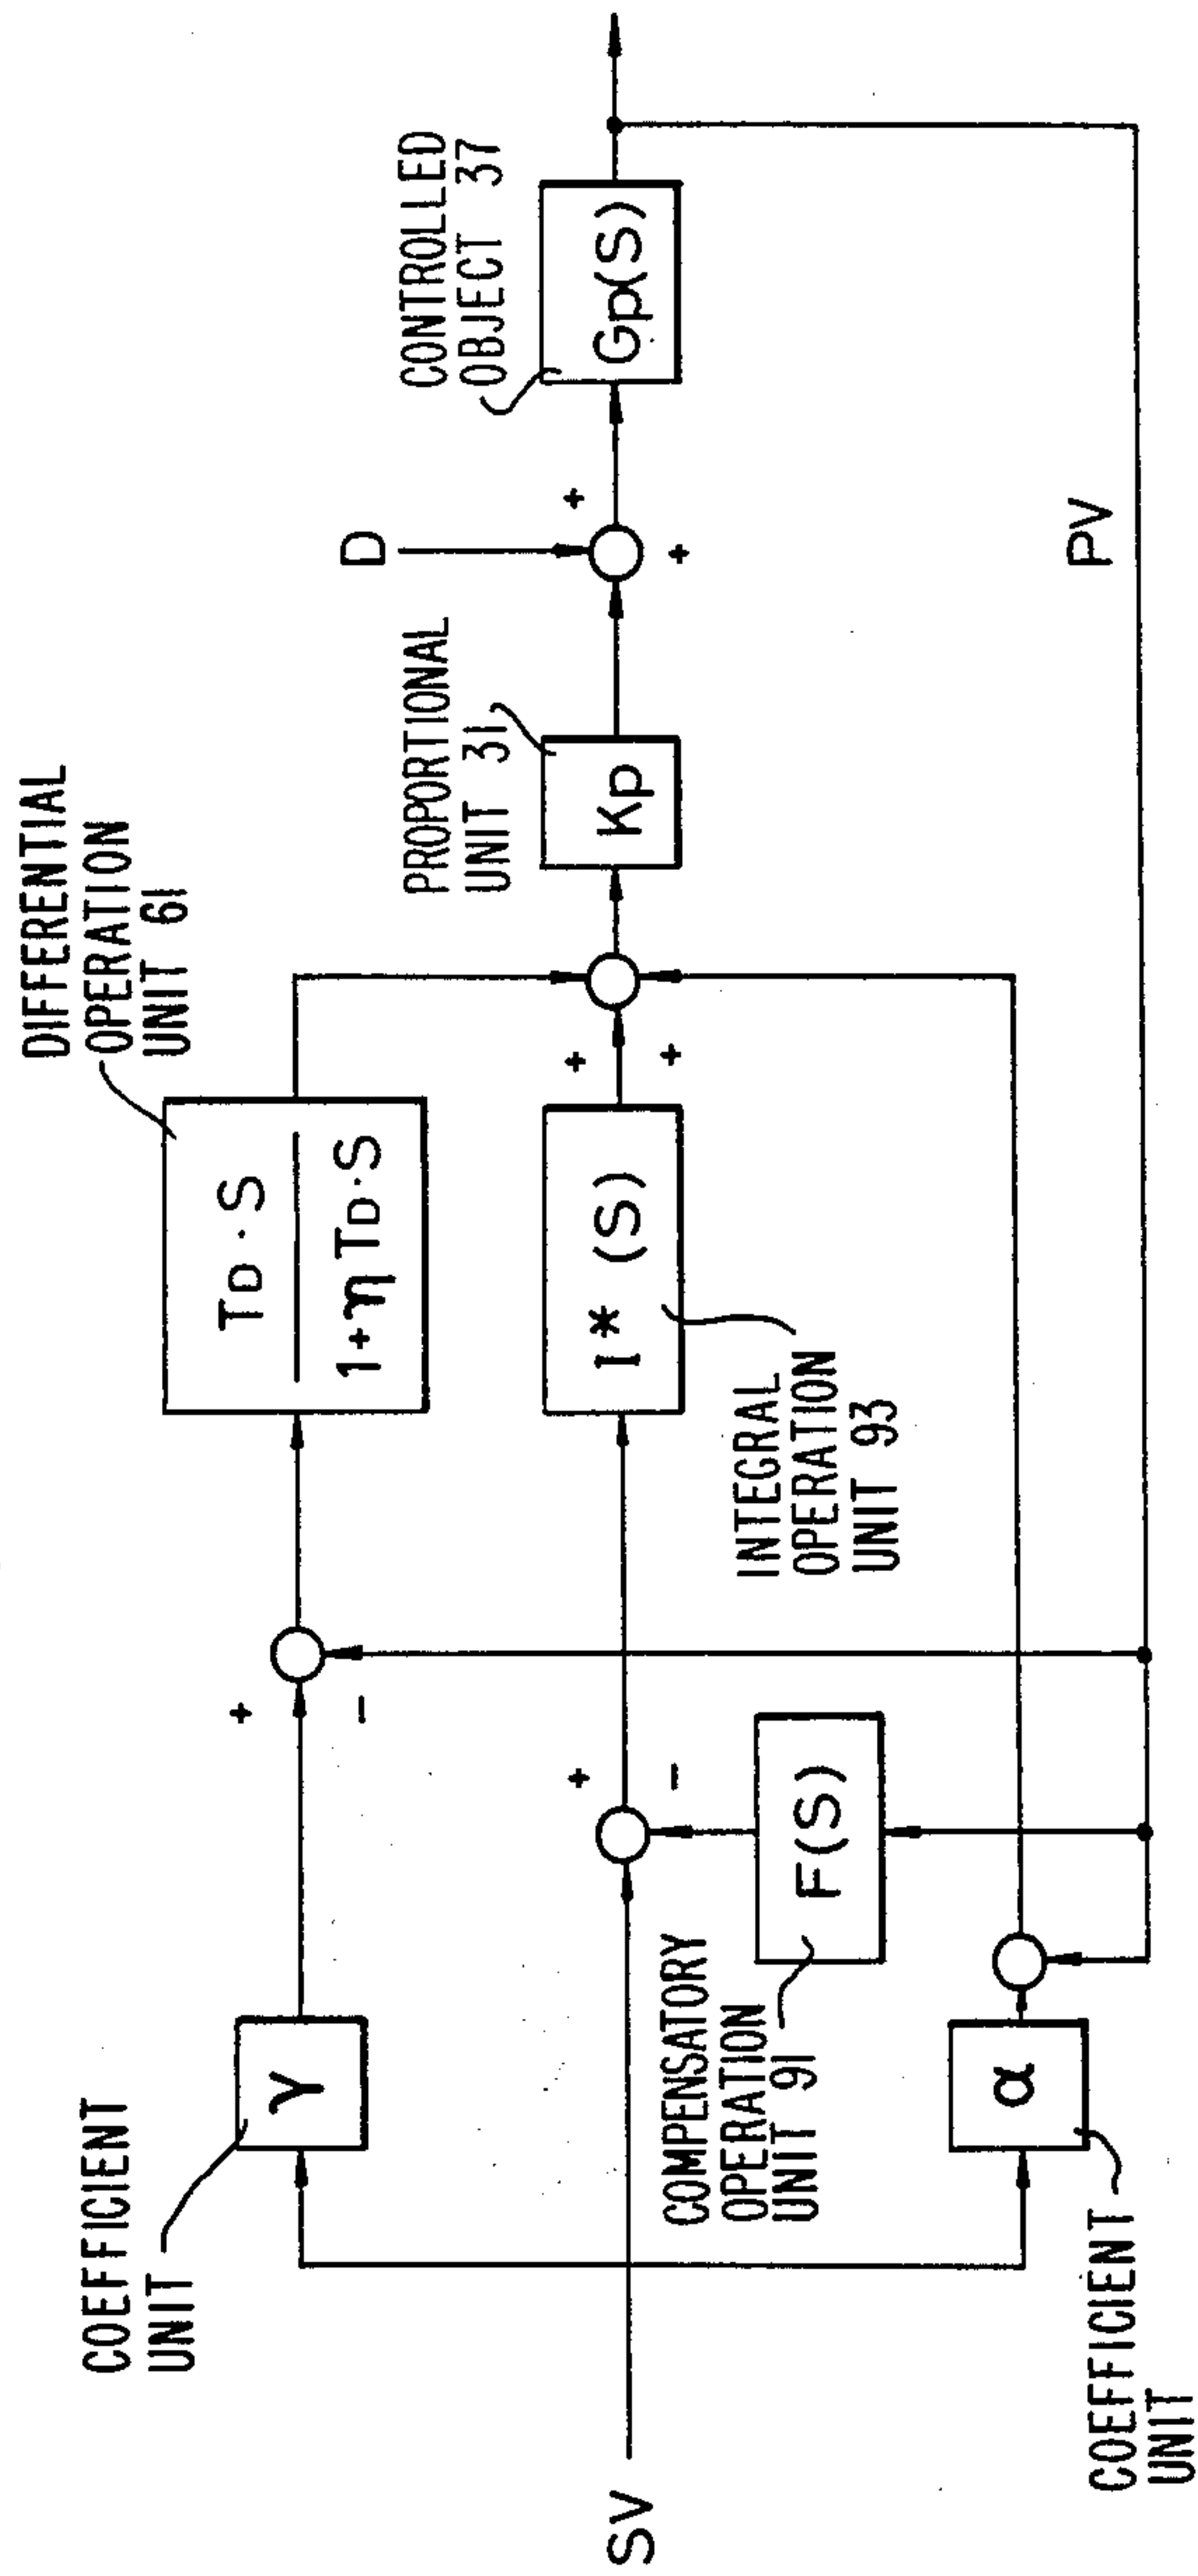 SV
COEFFICIENT
UNIT
γ
COEFFICIENT
UNIT
α
COMPENSATORY
OPERATION
UNIT 91
F(S)
+
-
+
-
DIFFERENTIAL
OPERATION
UNIT 61
TD·S
1+ηTD·S
I*(S)
INTEGRAL
OPERATION
UNIT 93
+
+
PROPORTIONAL
UNIT 31
Kp
D
+
+
CONTROLLED
OBJECT 37
Gp(S)
PV